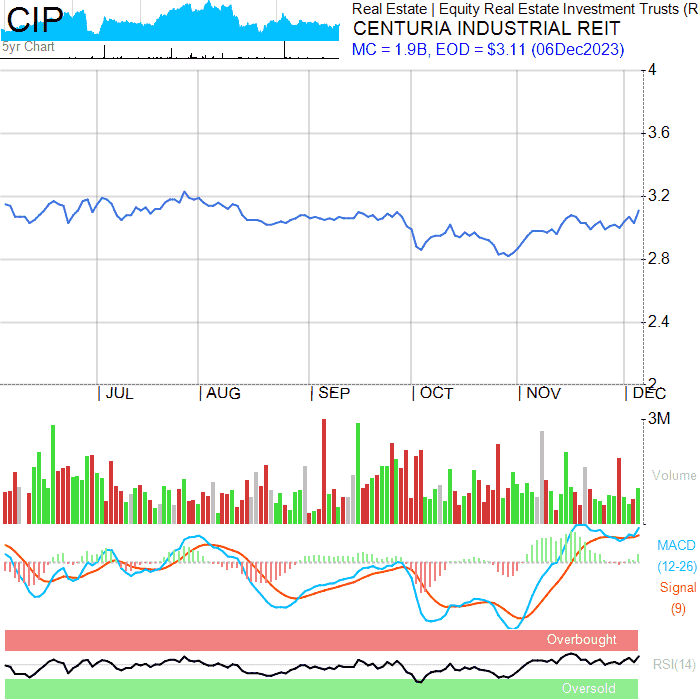 CIP
5yr Chart
Real Estate | Equity Real Estate Investment Trusts (R
CENTURIA INDUSTRIAL REIT
MC = 1.9B, EOD = $3.11 (06Dec2023)
4
3.6
3.2
2.8
2.4
2
JUL
AUG
SEP
OCT
NOV
DEC
3M
Volume
MACD
(12-26)
Signal
(9)
Overbought
RSI(14)
Oversold